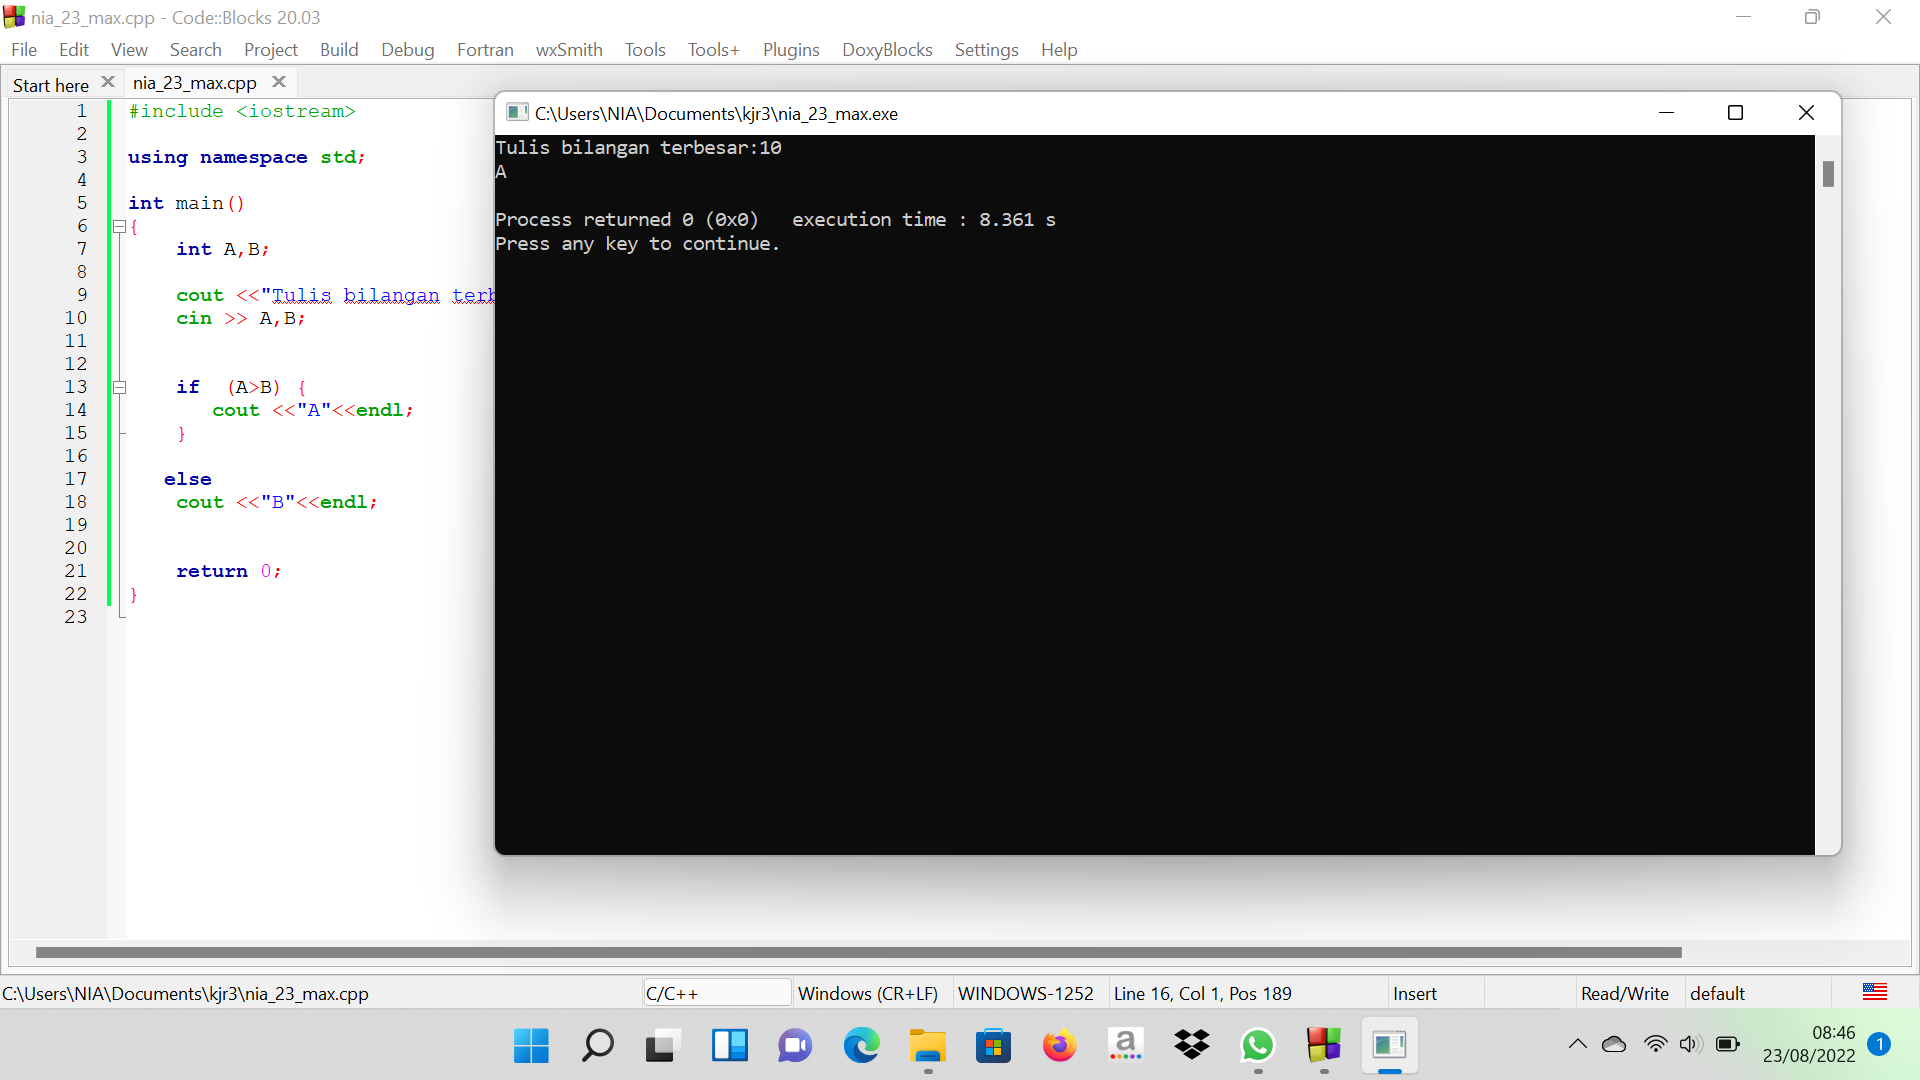 nia_23_max.cpp - Code::Blocks 20.03
File Edit View Search Project Build Debug Fortran wxSmith Tools Tools+ Plugins DoxyBlocks Settings Help
Start here nia_23_max.cpp
1 #include <iostream>
2
3 using namespace std;
4
5 int main()
6 {
7 int A,B;
8
9 cout <<"Tulis bilangan terb
10 cin >> A,B;
11
12
13 if (A>B) {
14 cout <<"A"<<endl;
15 }
16
17 else
18 cout <<"B"<<endl;
19
20
21 return 0;
22 }
23
C:\Users\NIA\Documents\kjr3\nia_23_max.exe
Tulis bilangan terbesar:10
A
Process returned 0 (0x0) execution time : 8.361 s
Press any key to continue.
C:\Users\NIA\Documents\kjr3\nia_23_max.cpp C/C++ Windows (CR+LF) WINDOWS-1252 Line 16, Col 1, Pos 189 Insert Read/Write default
a
08:46
23/08/2022 1